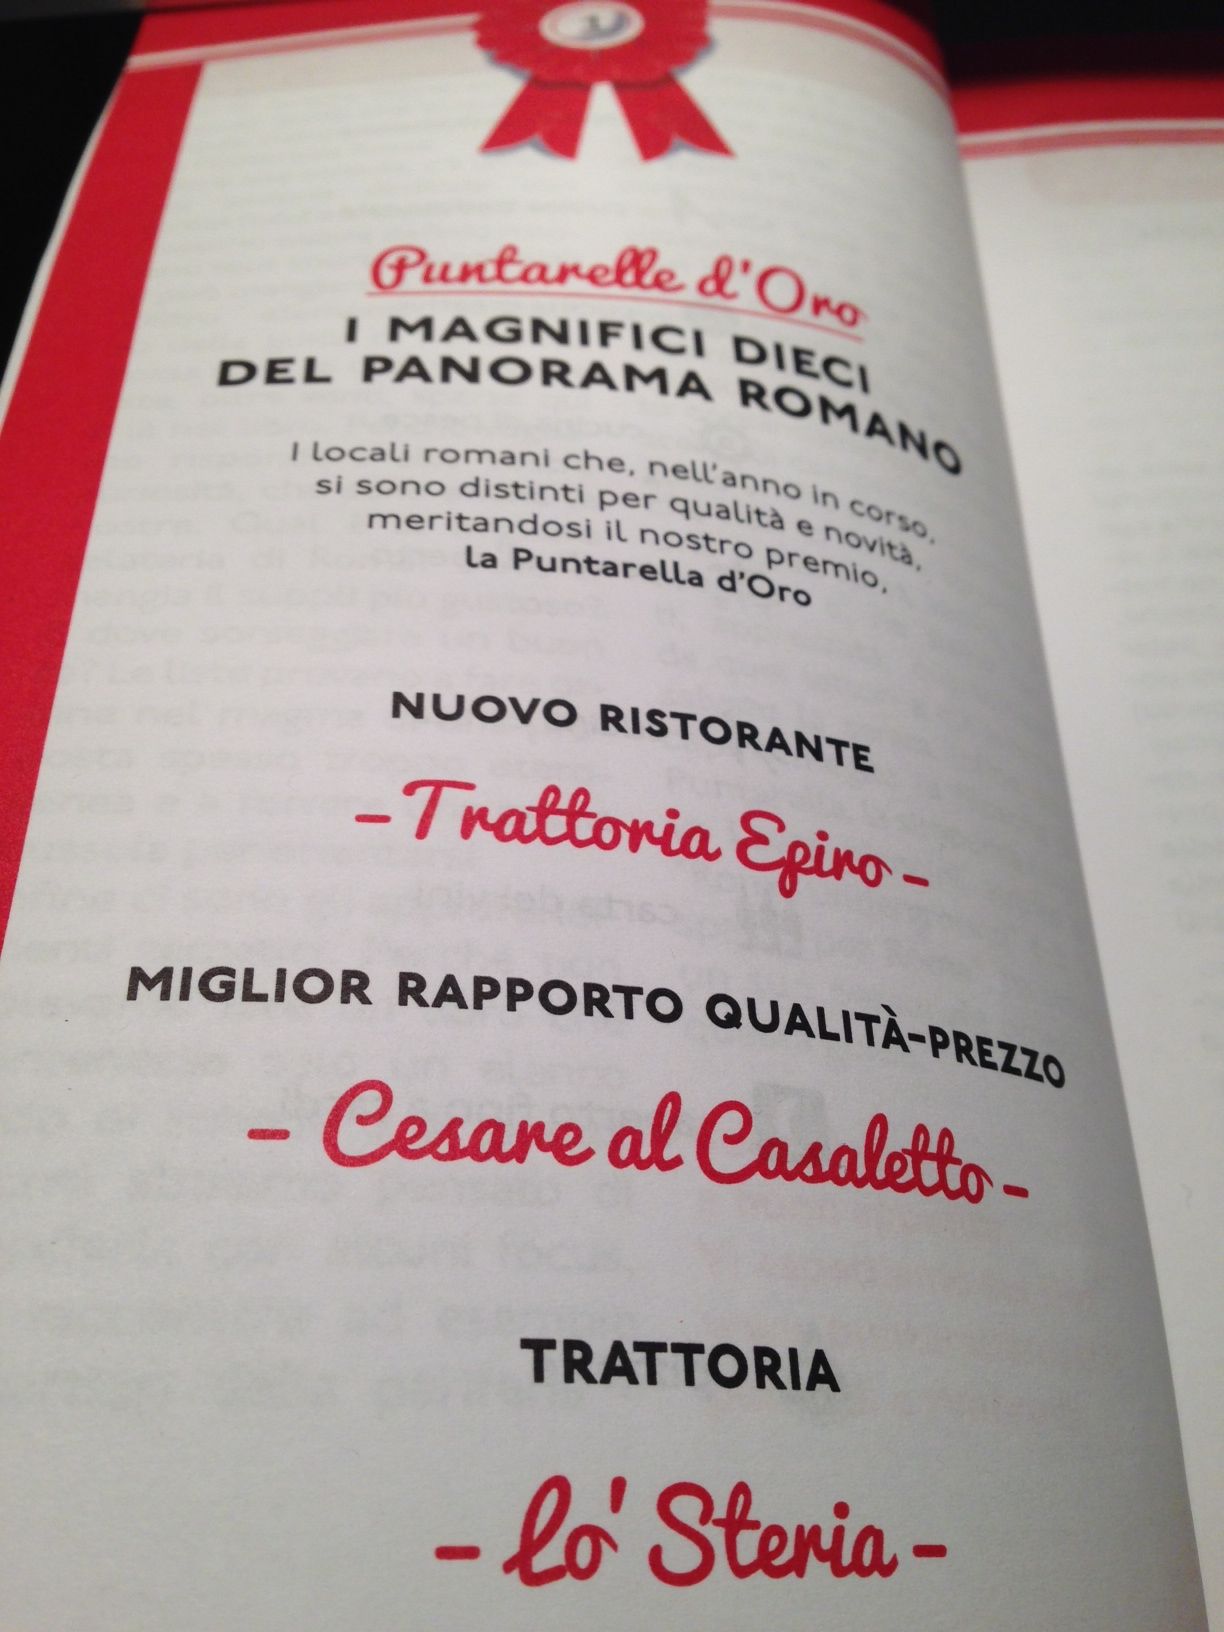 Puntarelle d'Oro
I MAGNIFICI DIECI
DEL PANORAMA ROMANO
I locali romani che, nell'anno in corso,
si sono distinti per qualità e novità,
meritandosi il nostro premio,
la Puntarella d'Oro
NUOVO RISTORANTE
- Trattoria Epiro -
MIGLIOR RAPPORTO QUALITÀ-PREZZO
- Cesare al Casaletto -
TRATTORIA
- lo' Steria -